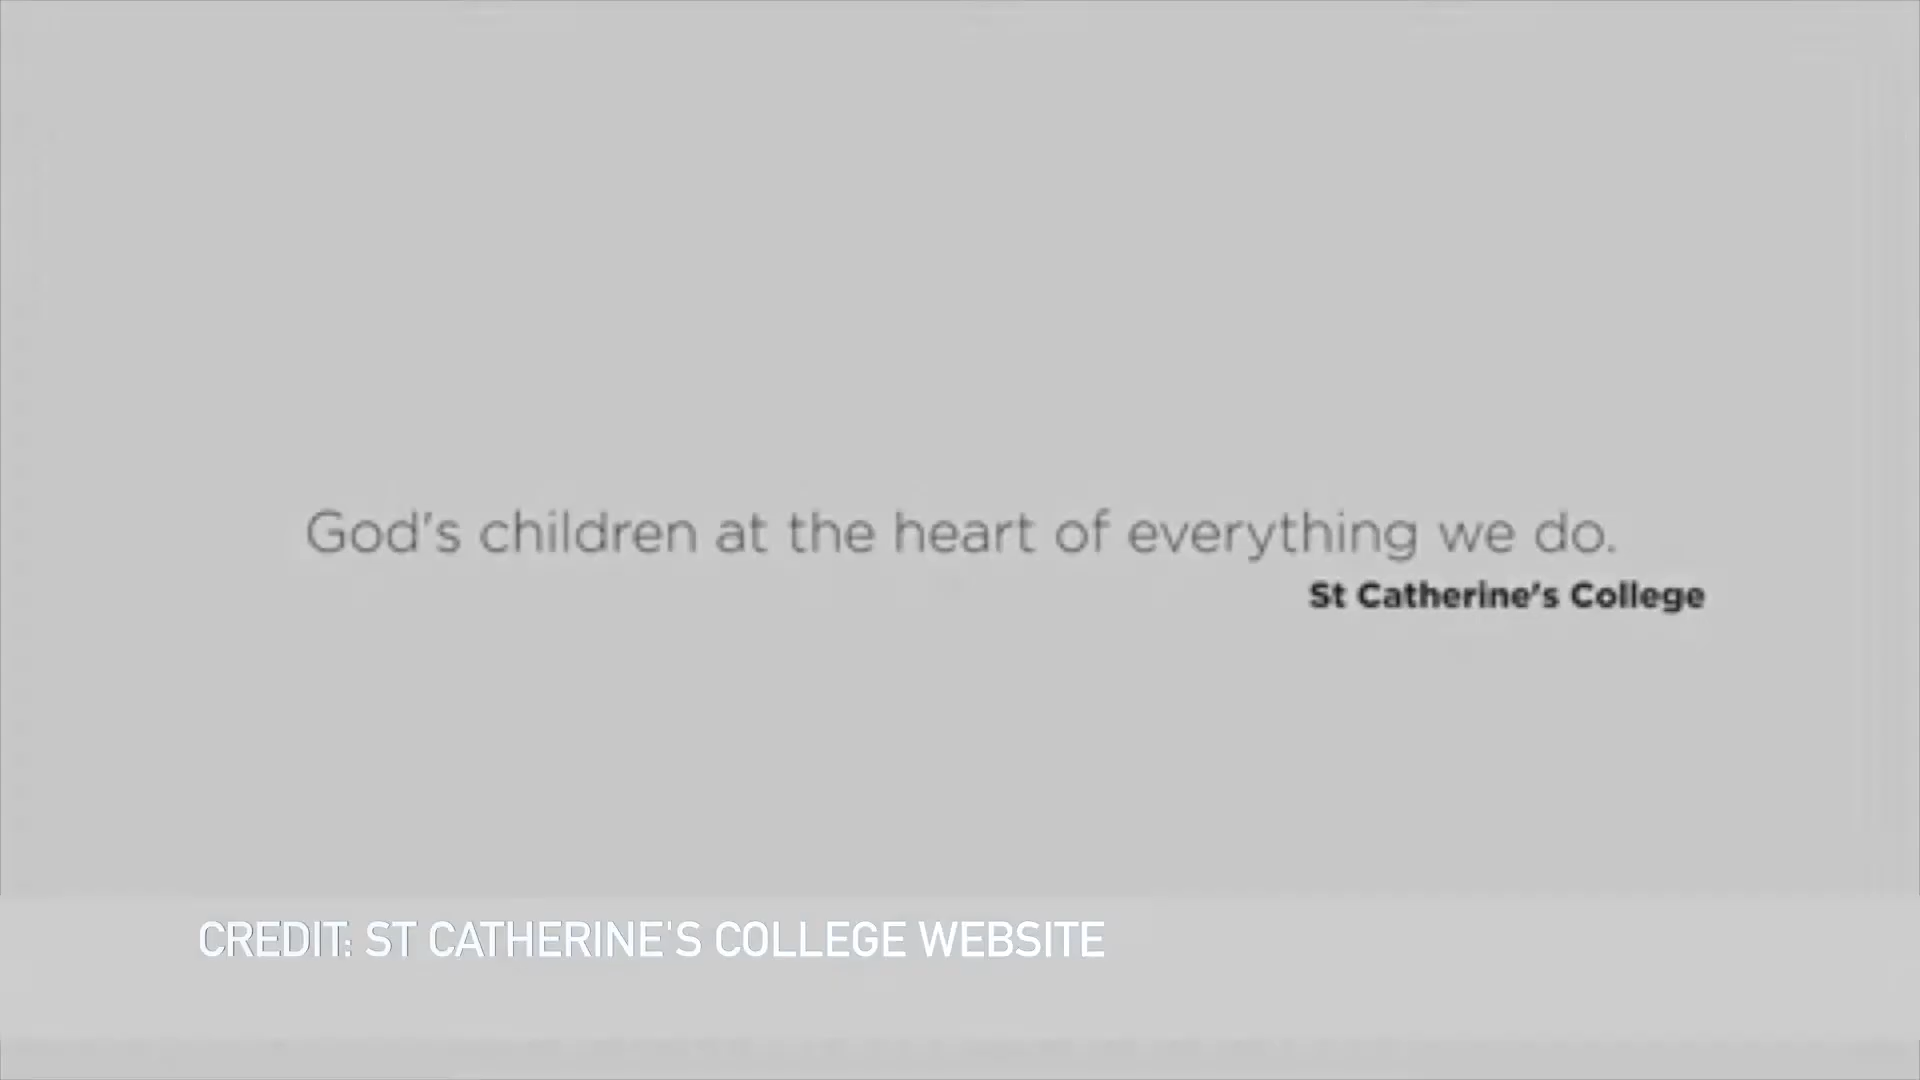 God's children at the heart of everything we do.
St Catherine's College
CREDIT: ST CATHERINE'S COLLEGE WEBSITE